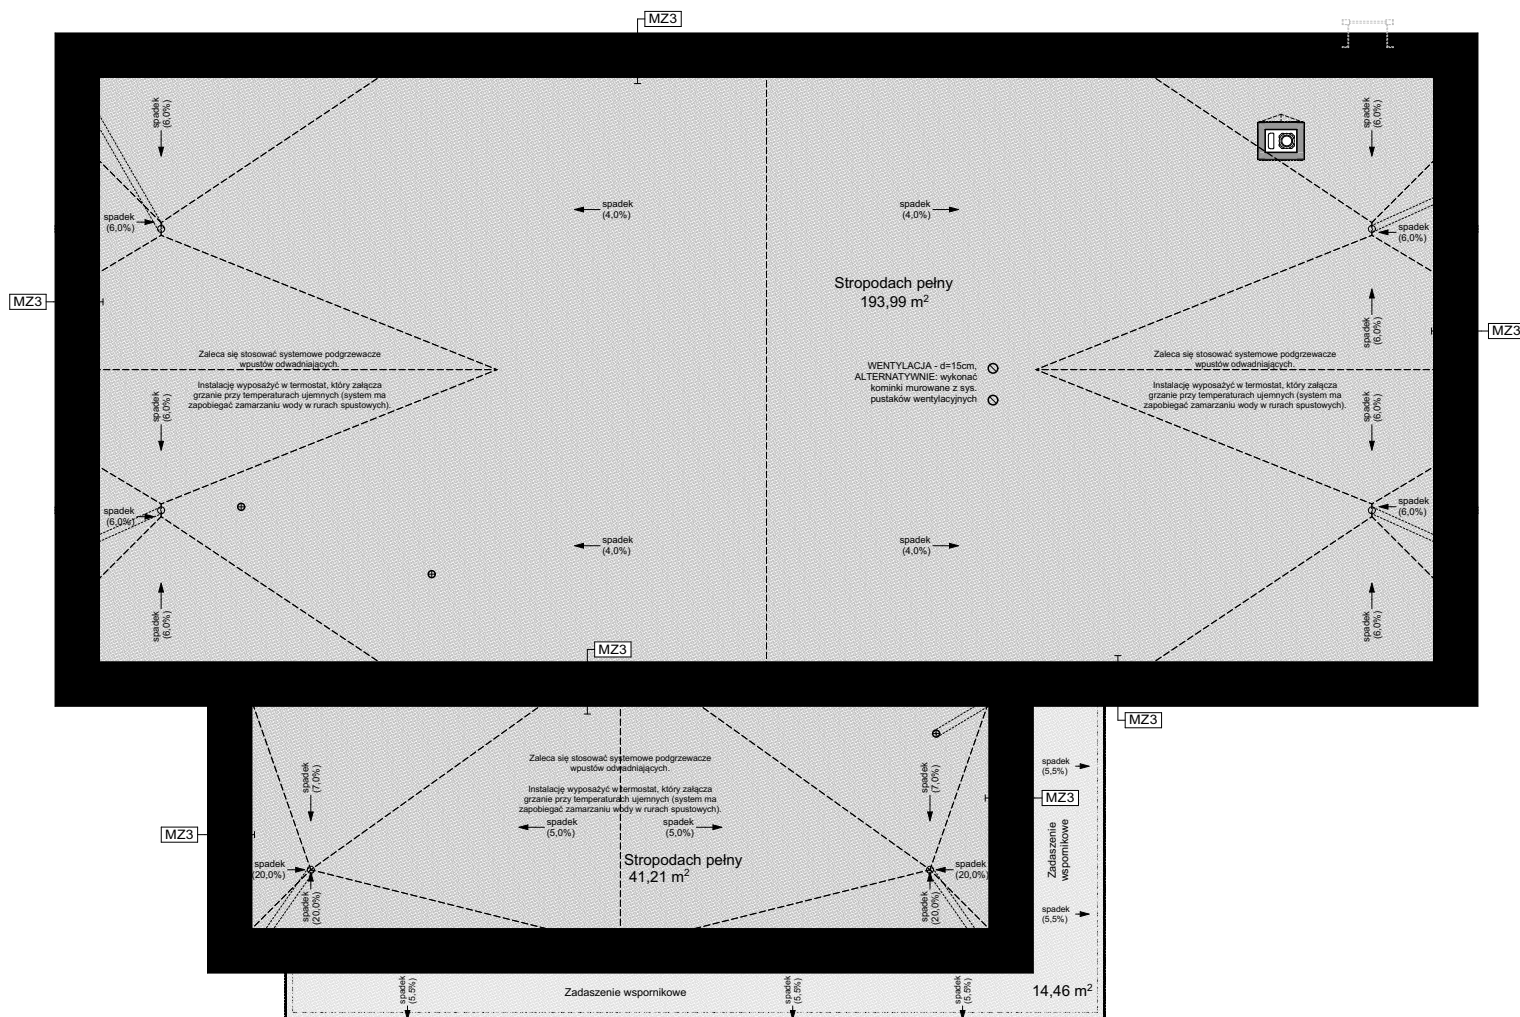 MZ3
spadek
(6,0%)
spadek
(6,0%)
spadek
(6,0%)
spadek
(4,0%)
spadek
(4,0%)
spadek
(6,0%)
Stropodach pełny
193,99 m²
MZ3
MZ3
spadek
(6,0%)
Zaleca się stosować systemowe podgrzewacze
wpustów odwadniających.
Instalację wyposażyć w termostat, który załącza
grzanie przy temperaturach ujemnych (system ma
zapobiegać zamarzaniu wody w rurach spustowych).
WENTYLACJA - d=15cm,
ALTERNATYWNIE: wykonać
kominki murowane z sys.
pustaków wentylacyjnych
Zaleca się stosować systemowe podgrzewacze
wpustów odwadniających.
Instalację wyposażyć w termostat, który załącza
grzanie przy temperaturach ujemnych (system ma
zapobiegać zamarzaniu wody w rurach spustowych).
spadek
(6,0%)
spadek
(6,0%)
spadek
(6,0%)
spadek
(6,0%)
spadek
(4,0%)
spadek
(4,0%)
spadek
(6,0%)
spadek
(6,0%)
MZ3
MZ3
Zaleca się stosować systemowe podgrzewacze
wpustów odwadniających.
Instalację wyposażyć w termostat, który załącza
grzanie przy temperaturach ujemnych (system ma
zapobiegać zamarzaniu wody w rurach spustowych).
spadek
(7,0%)
spadek
(7,0%)
spadek
(5,5%)
MZ3
MZ3
spadek
(5,0%)
spadek
(5,0%)
Stropodach pełny
41,21 m²
spadek
(20,0%)
spadek
(20,0%)
Zadaszenie
wspornikowe
spadek
(20,0%)
spadek
(20,0%)
spadek
(5,5%)
spadek
(5,5%)
Zadaszenie wspornikowe
spadek
(5,5%)
spadek
(5,5%)
14,46 m²